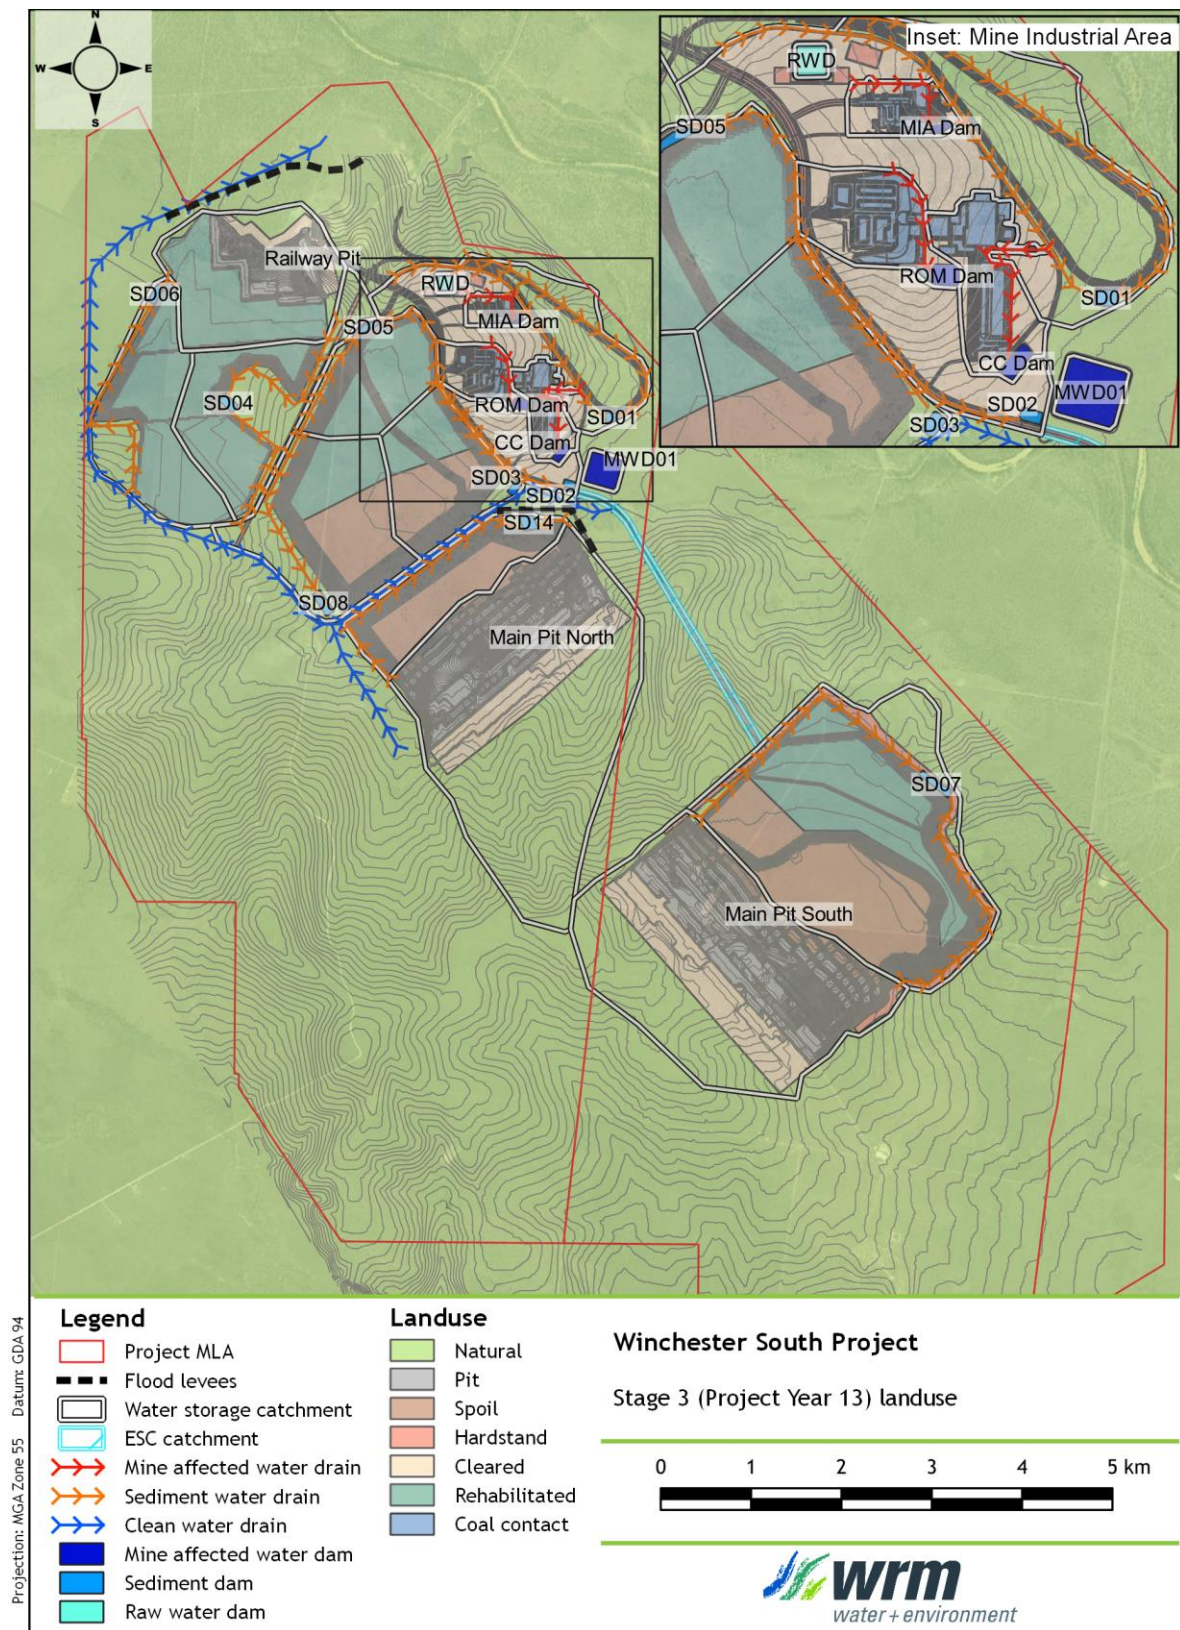 N
W E
S
Inset: Mine Industrial Area
RWD
MIA Dam
SD05
ROM Dam
SD01
CC Dam
MWD01
SD02
SD03
Railway Pit
RWD
SD06
SD05
MIA Dam
SD04
ROM Dam
SD01
CC Dam
MWD01
SD03
SD02
SD14
SD08
Main Pit North
SD07
Main Pit South
Projection: MGA Zone 55 Datum: GDA 94
Legend
Project MLA
Flood levees
Water storage catchment
ESC catchment
Mine affected water drain
Sediment water drain
Clean water drain
Mine affected water dam
Sediment dam
Raw water dam
Landuse
Natural
Pit
Spoil
Hardstand
Cleared
Rehabilitated
Coal contact
Winchester South Project
Stage 3 (Project Year 13) landuse
0 1 2 3 4 5 km
wrm
water + environment